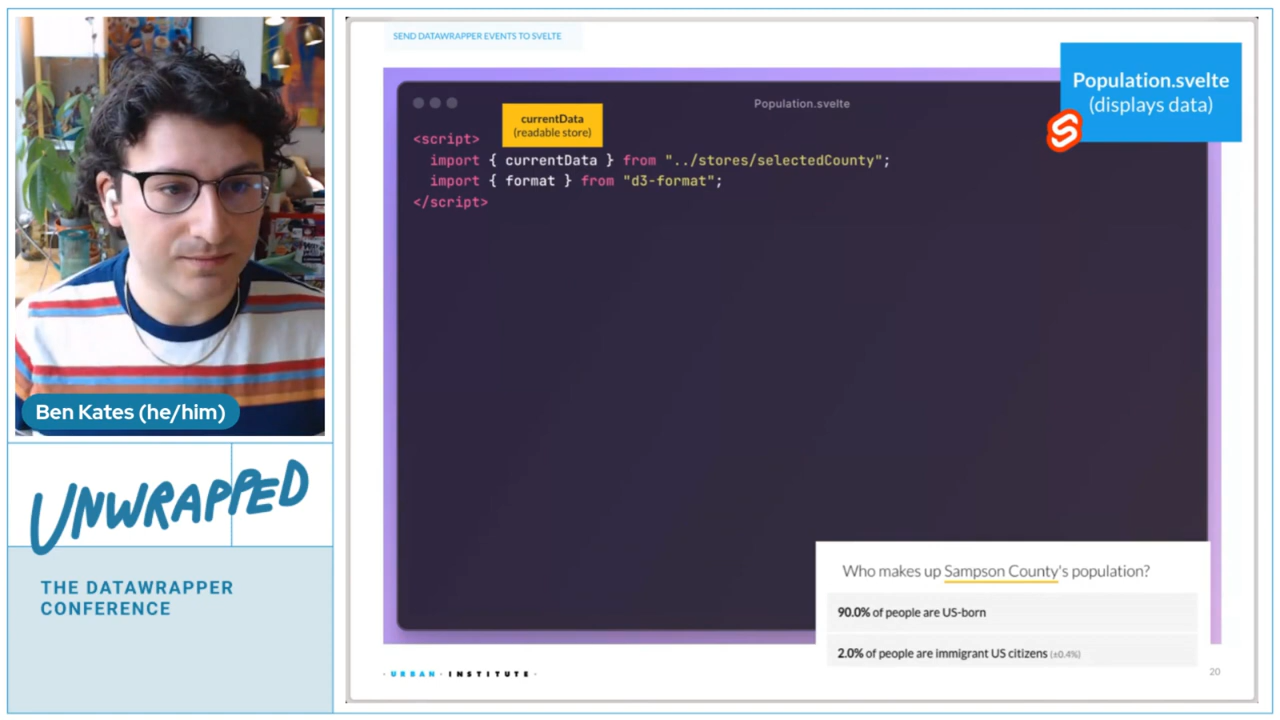 SEND DATAWRAPPER EVENTS TO SVELTE
Population.svelte
(displays data)
Population.svelte
currentData
(readable store)
<script>
import { currentData } from "../stores/selectedCounty";
import { format } from "d3-format";
</script>
Who makes up Sampson County's population?
90.0% of people are US-born
2.0% of people are immigrant US citizens (±0.4%)
· URBAN · INSTITUTE ·
20
Ben Kates (he/him)
UNWRAPPED
THE DATAWRAPPER
CONFERENCE